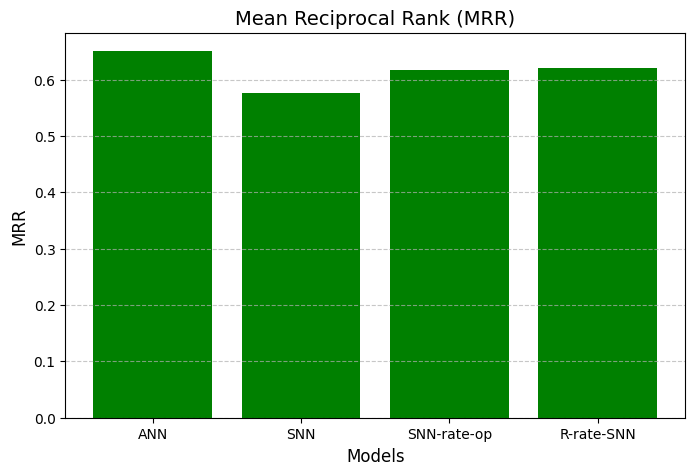 Mean Reciprocal Rank (MRR)
MRR
0.6
0.5
0.4
0.3
0.2
0.1
0.0
ANN SNN SNN-rate-op R-rate-SNN
Models